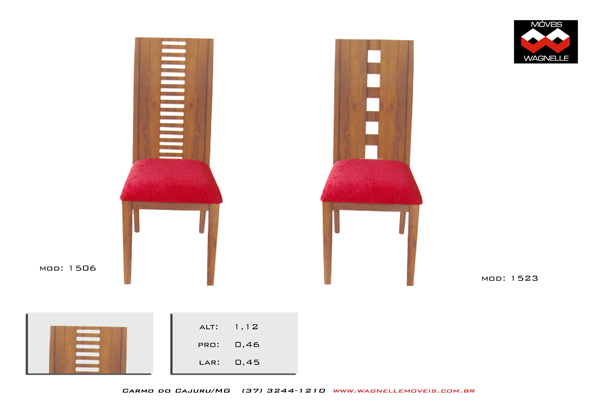 MÓVEIS
WAGNELLE
MOD: 1506
MOD: 1523
ALT: 1,12
PRO: 0,46
LAR: 0,45
CARMO DO CAJURU/MG (37) 3244-1210 WWW.WAGNELLEMOVEIS.COM.BR